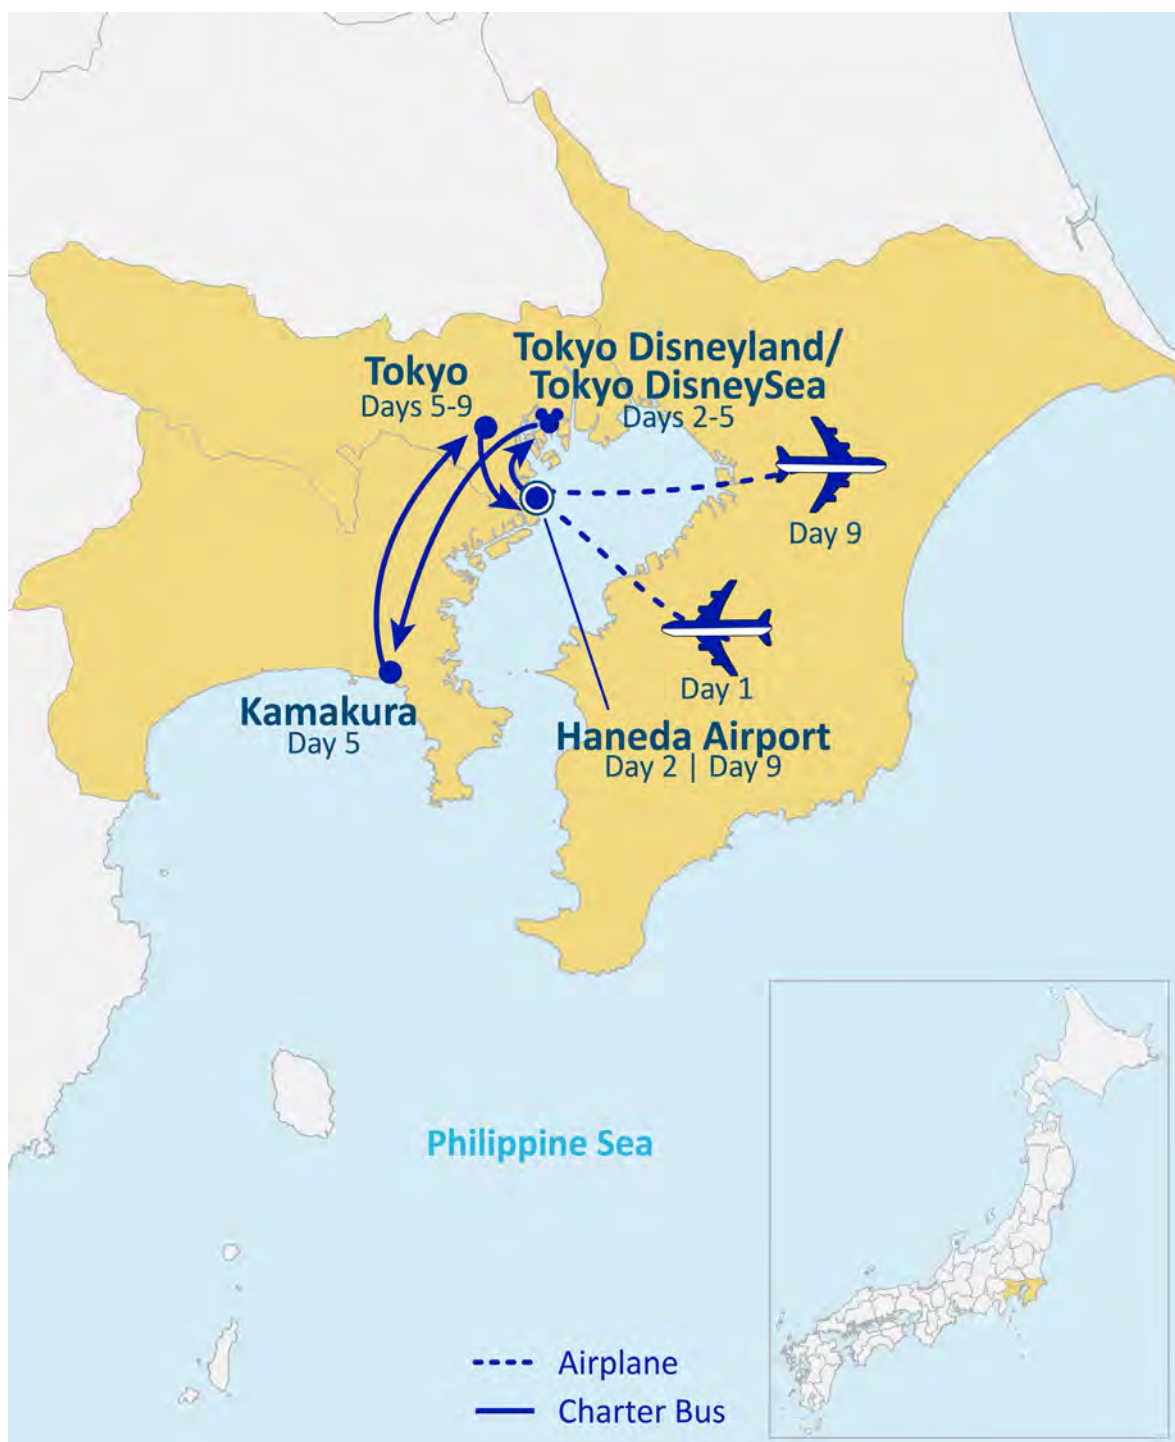 Tokyo Disneyland/
Tokyo DisneySea
Days 2-5
Tokyo
Days 5-9
Day 9
Day 1
Kamakura
Day 5
Haneda Airport
Day 2 | Day 9
Philippine Sea
Airplane
Charter Bus